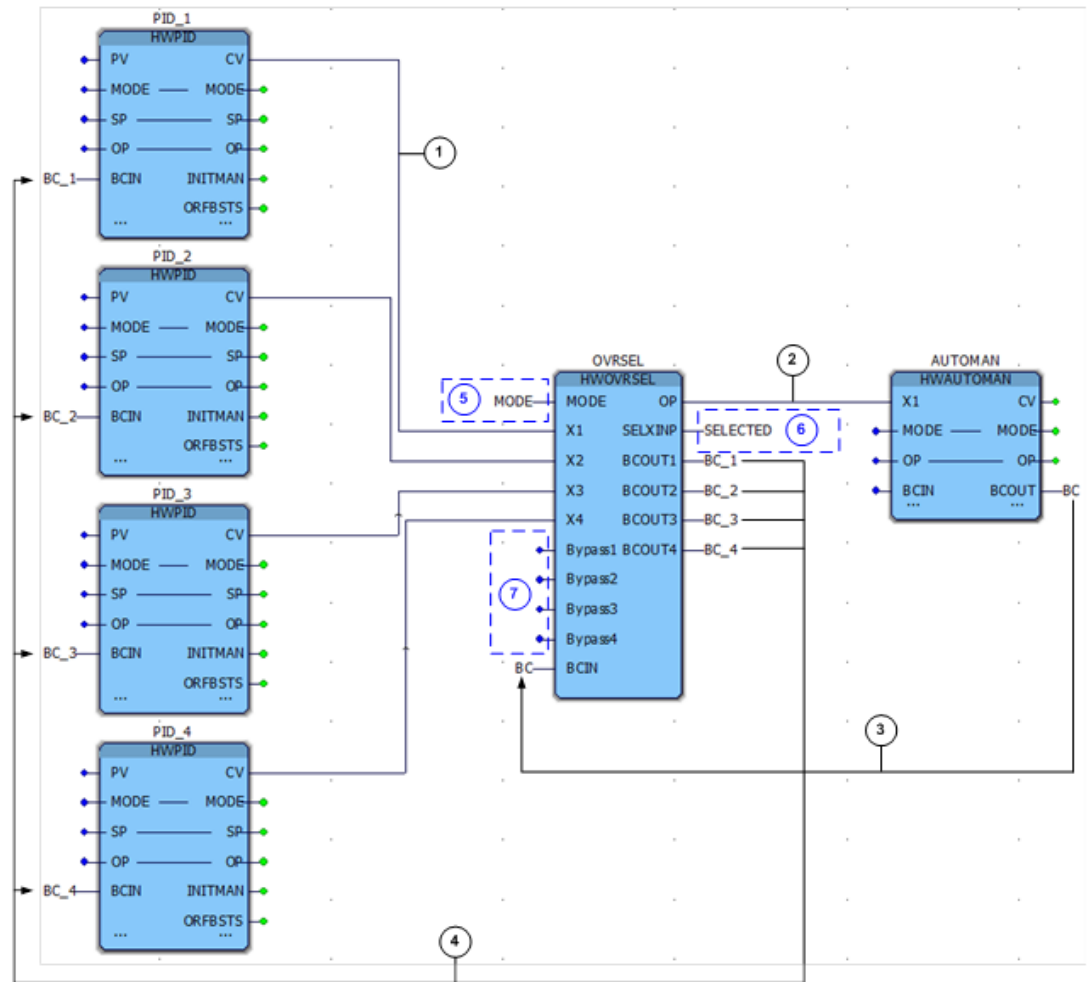 PID_1
HWPID
PV CV
MODE MODE
SP SP
OP OP
BC_1 BCIN INITMAN
ORFBSTS
... ...
1
PID_2
HWPID
PV CV
MODE MODE
SP SP
OP OP
BC_2 BCIN INITMAN
ORFBSTS
... ...
PID_3
HWPID
PV CV
MODE MODE
SP SP
OP OP
BC_3 BCIN INITMAN
ORFBSTS
... ...
PID_4
HWPID
PV CV
MODE MODE
SP SP
OP OP
BC_4 BCIN INITMAN
ORFBSTS
... ...
OVRSEL
HWOVRSEL
5 MODE MODE OP
X1 SELXINP SELECTED 6
X2 BCOUT1 BC_1
X3 BCOUT2 BC_2
X4 BCOUT3 BC_3
Bypass1 BCOUT4 BC_4
Bypass2
7
Bypass3
Bypass4
BC BCIN
2
AUTOMAN
HWAUTOMAN
X1 CV
MODE MODE
OP OP
BCIN BCOUT BC
... ...
3
4